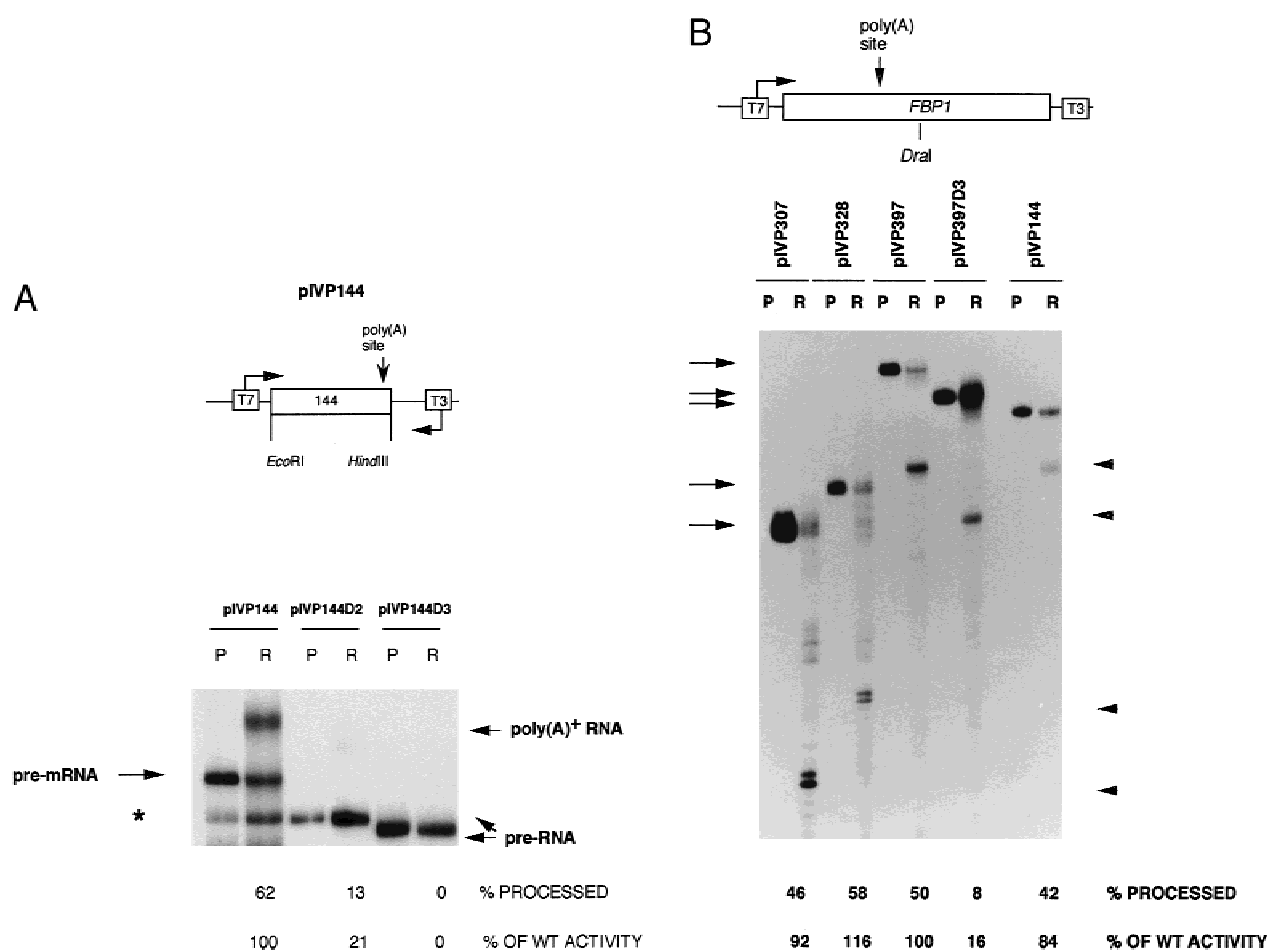 A
pIVP144
poly(A)
site
T7
144
T3
EcoRI
HindIII
pIVP144 pIVP144D2 pIVP144D3
P R P R P R
poly(A)+ RNA
pre-mRNA
*
pre-RNA
62 13 0 % PROCESSED
100 21 0 % OF WT ACTIVITY
B
poly(A)
site
T7
FBP1
T3
DraI
pIVP307
pIVP328
pIVP397
pIVP397D3
pIVP144
P R P R P R P R P R
46 58 50 8 42 % PROCESSED
92 116 100 16 84 % OF WT ACTIVITY